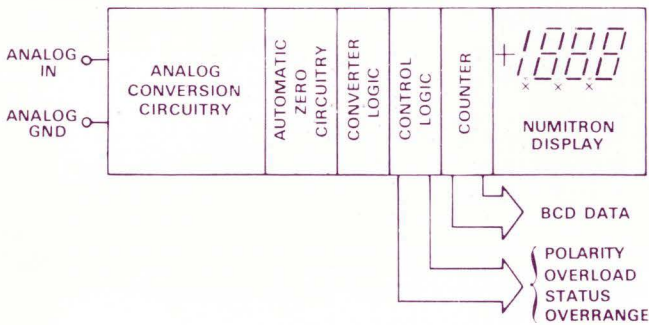 ANALOG
IN
ANALOG
GND
ANALOG
CONVERSION
CIRCUITRY
AUTOMATIC
ZERO
CIRCUITRY
CONVERTER
LOGIC
CONTROL
LOGIC
COUNTER
+1888
× × ×
NUMITRON
DISPLAY
BCD DATA
POLARITY
OVERLOAD
STATUS
OVERRANGE